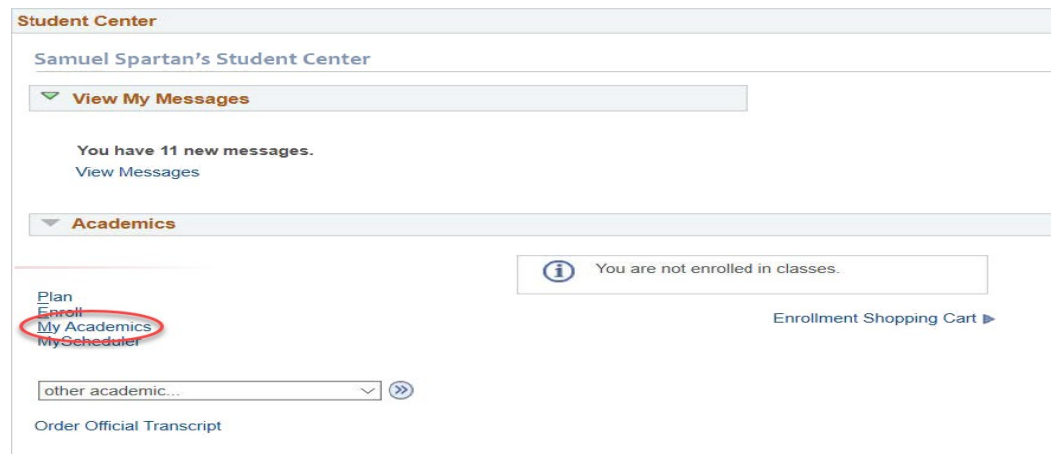 Student Center
Samuel Spartan's Student Center
View My Messages
You have 11 new messages.
View Messages
Academics
You are not enrolled in classes.
Plan
Enroll
My Academics
MyScheduler
Enrollment Shopping Cart
other academic...
Order Official Transcript